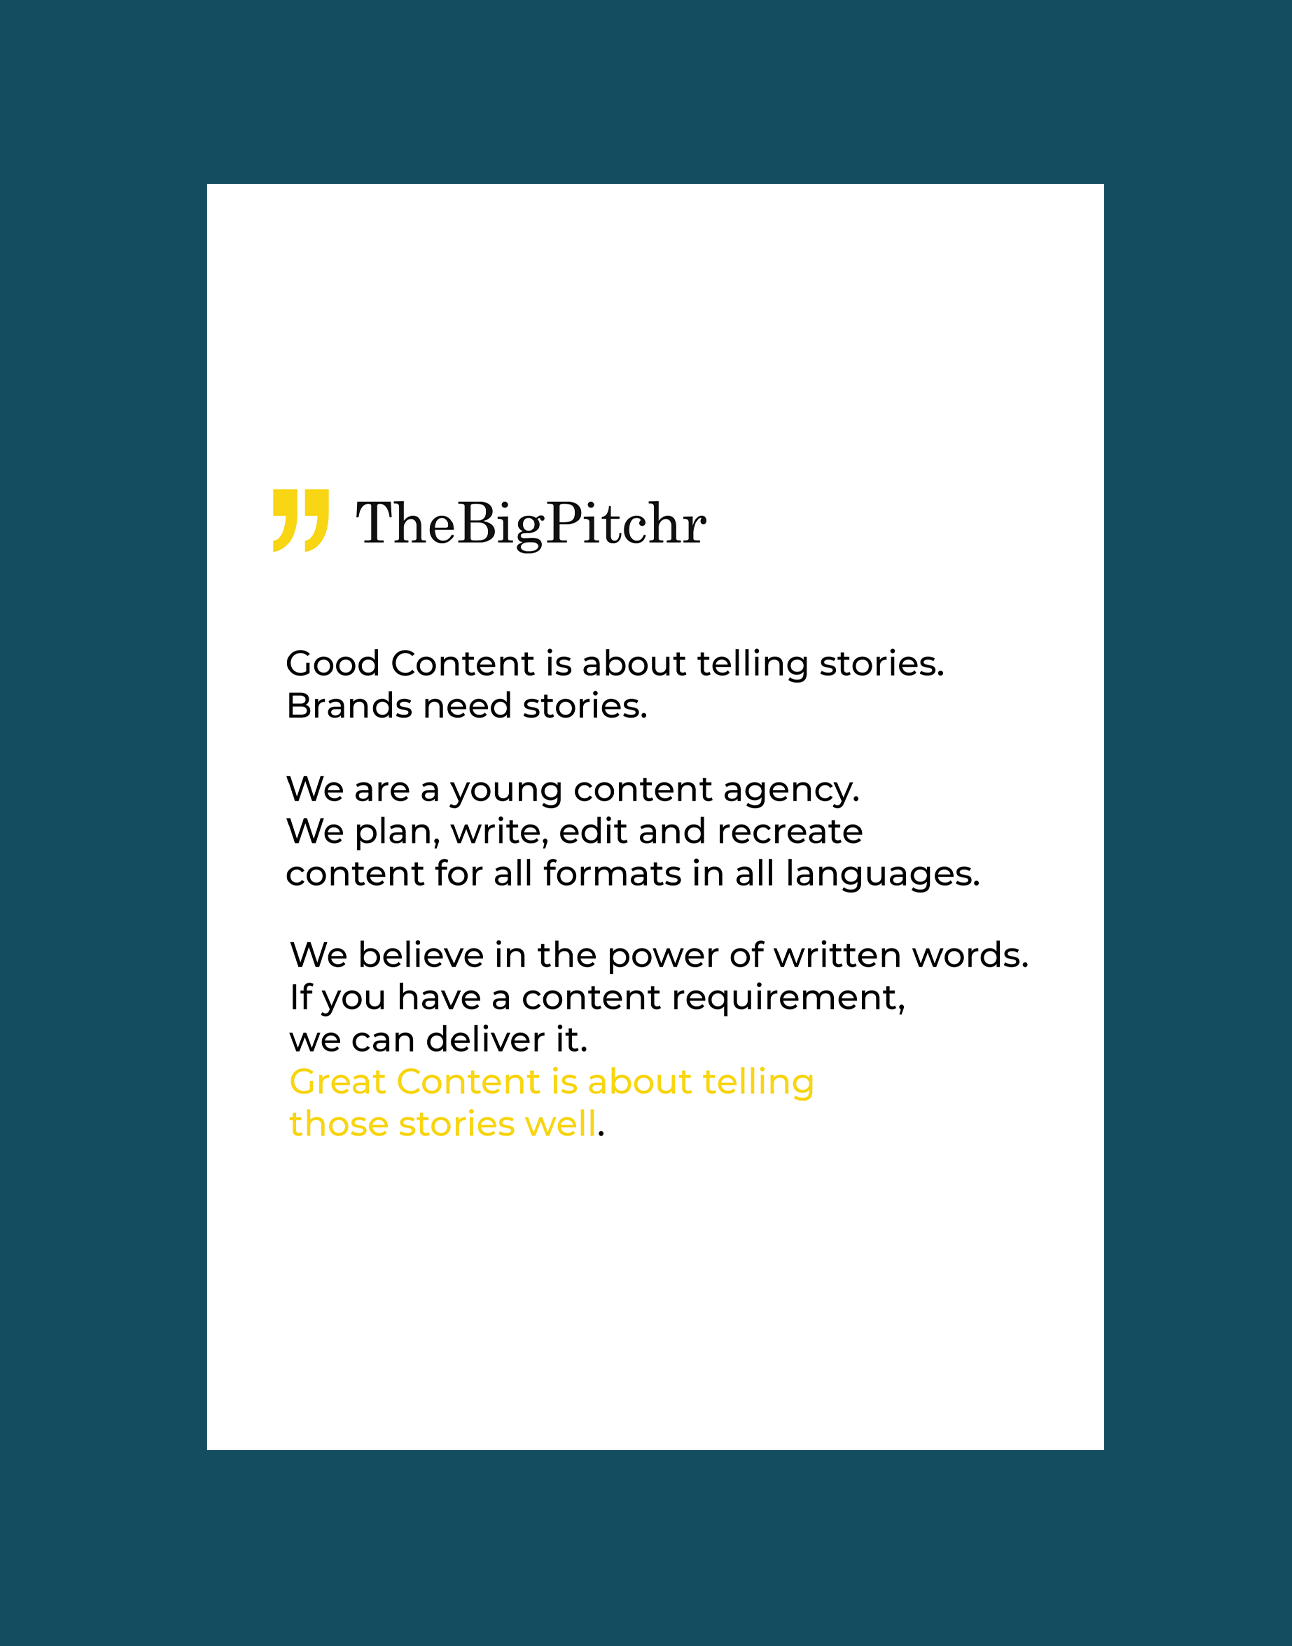 TheBigPitchr
Good Content is about telling stories.
Brands need stories.
We are a young content agency.
We plan, write, edit and recreate
content for all formats in all languages.
We believe in the power of written words.
If you have a content requirement,
we can deliver it.
Great Content is about telling
those stories well.